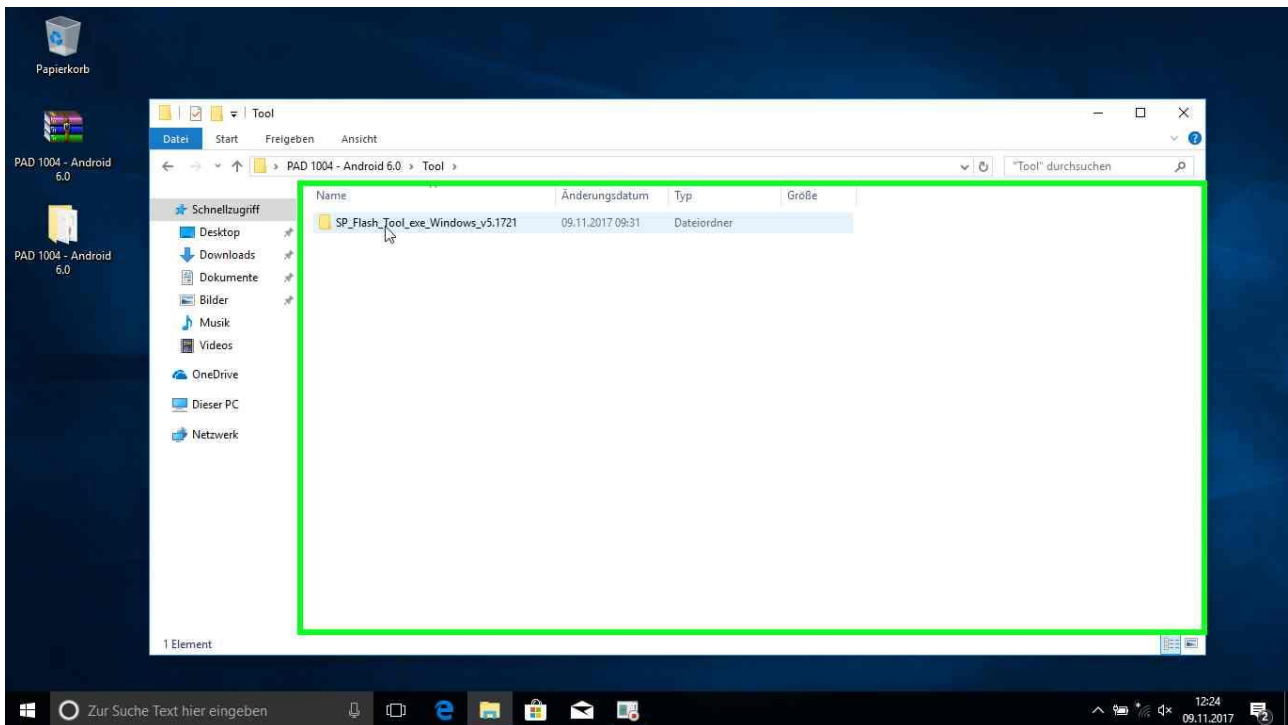 Papierkorb
PAD 1004 - Android
6.0
PAD 1004 - Android
6.0
Tool
Datei Start Freigeben Ansicht
PAD 1004 - Android 6.0 > Tool >
"Tool" durchsuchen
Schnellzugriff
Desktop
Downloads
Dokumente
Bilder
Musik
Videos
OneDrive
Dieser PC
Netzwerk
Name Änderungsdatum Typ Größe
SP_Flash_Tool_exe_Windows_v5.1721 09.11.2017 09:31 Dateiordner
1 Element
Zur Suche Text hier eingeben
12:24
09.11.2017
2